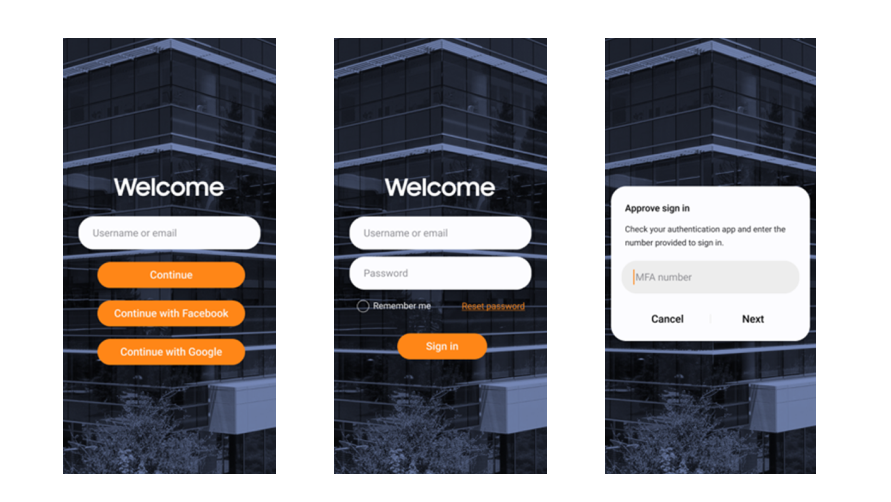 Welcome
Username or email
Continue
Continue with Facebook
Continue with Google
Welcome
Username or email
Password
Remember me
Reset password
Sign in
Approve sign in
Check your authentication app and enter the
number provided to sign in.
MFA number
Cancel
Next